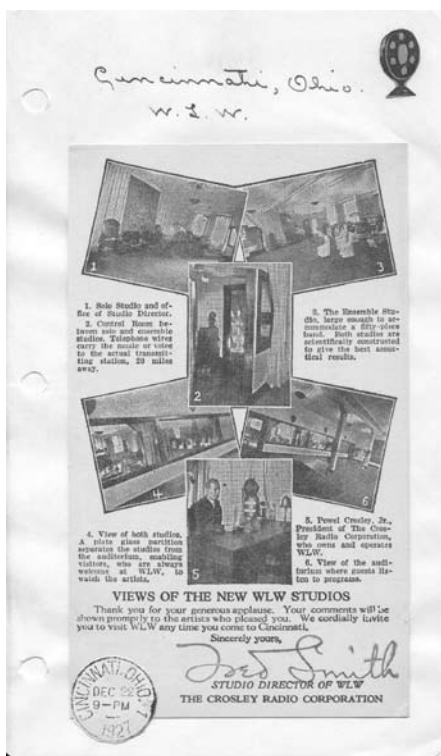 Cincinnati, Ohio.
W. L. W.
1
3
2
1. Solo Studio and of-
fice of Studio Director.
2. Control Room be-
tween solo and ensemble
studios. Telephone wires
carry the music or voice
to the actual transmit-
ting station, 20 miles
away.
3. The Ensemble Stu-
dio, large enough to ac-
commodate a fifty-piece
band. Both studios are
scientifically constructed
to give the best acous-
tical results.
4
6
5
4. View of both studios.
A plate glass partition
separates the studios from
the auditorium, enabling
visitors, who are always
welcome at WLW, to
watch the artists.
5. Powel Crosley, Jr.,
President of The Cros-
ley Radio Corporation,
who owns and operates
WLW.
6. View of the audi-
torium where guests lis-
ten to programs.
VIEWS OF THE NEW WLW STUDIOS
Thank you for your generous applause. Your comments will be
shown promptly to the artists who pleased you. We cordially invite
you to visit WLW any time you come to Cincinnati.
Sincerely yours,
Fred Smith
STUDIO DIRECTOR OF WLW
THE CROSLEY RADIO CORPORATION
CINCINNATI, OHIO. 1
DEC 22
9-PM
1927